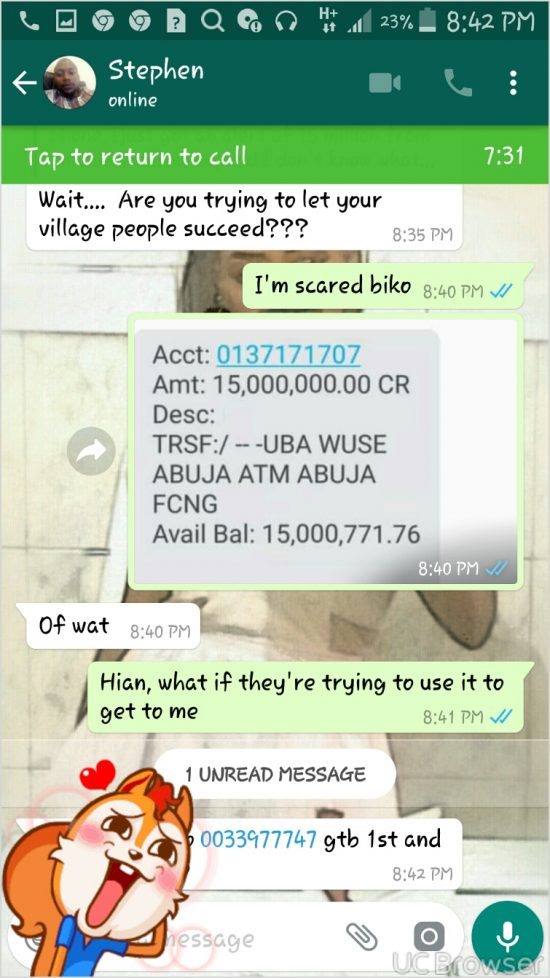 H+ 23% 8:42 PM
Stephen
online
Tap to return to call 7:31
Wait.... Are you trying to let your
village people succeed???
8:35 PM
I'm scared biko 8:40 PM
Acct: 0137171707
Amt: 15,000,000.00 CR
Desc:
TRSF:/ -- -UBA WUSE
ABUJA ATM ABUJA
FCNG
Avail Bal: 15,000,771.76
8:40 PM
Of wat 8:40 PM
Hian, what if they're trying to use it to
get to me 8:41 PM
1 UNREAD MESSAGE
0033977747 gtb 1st and
8:42 PM
message
UC Browser